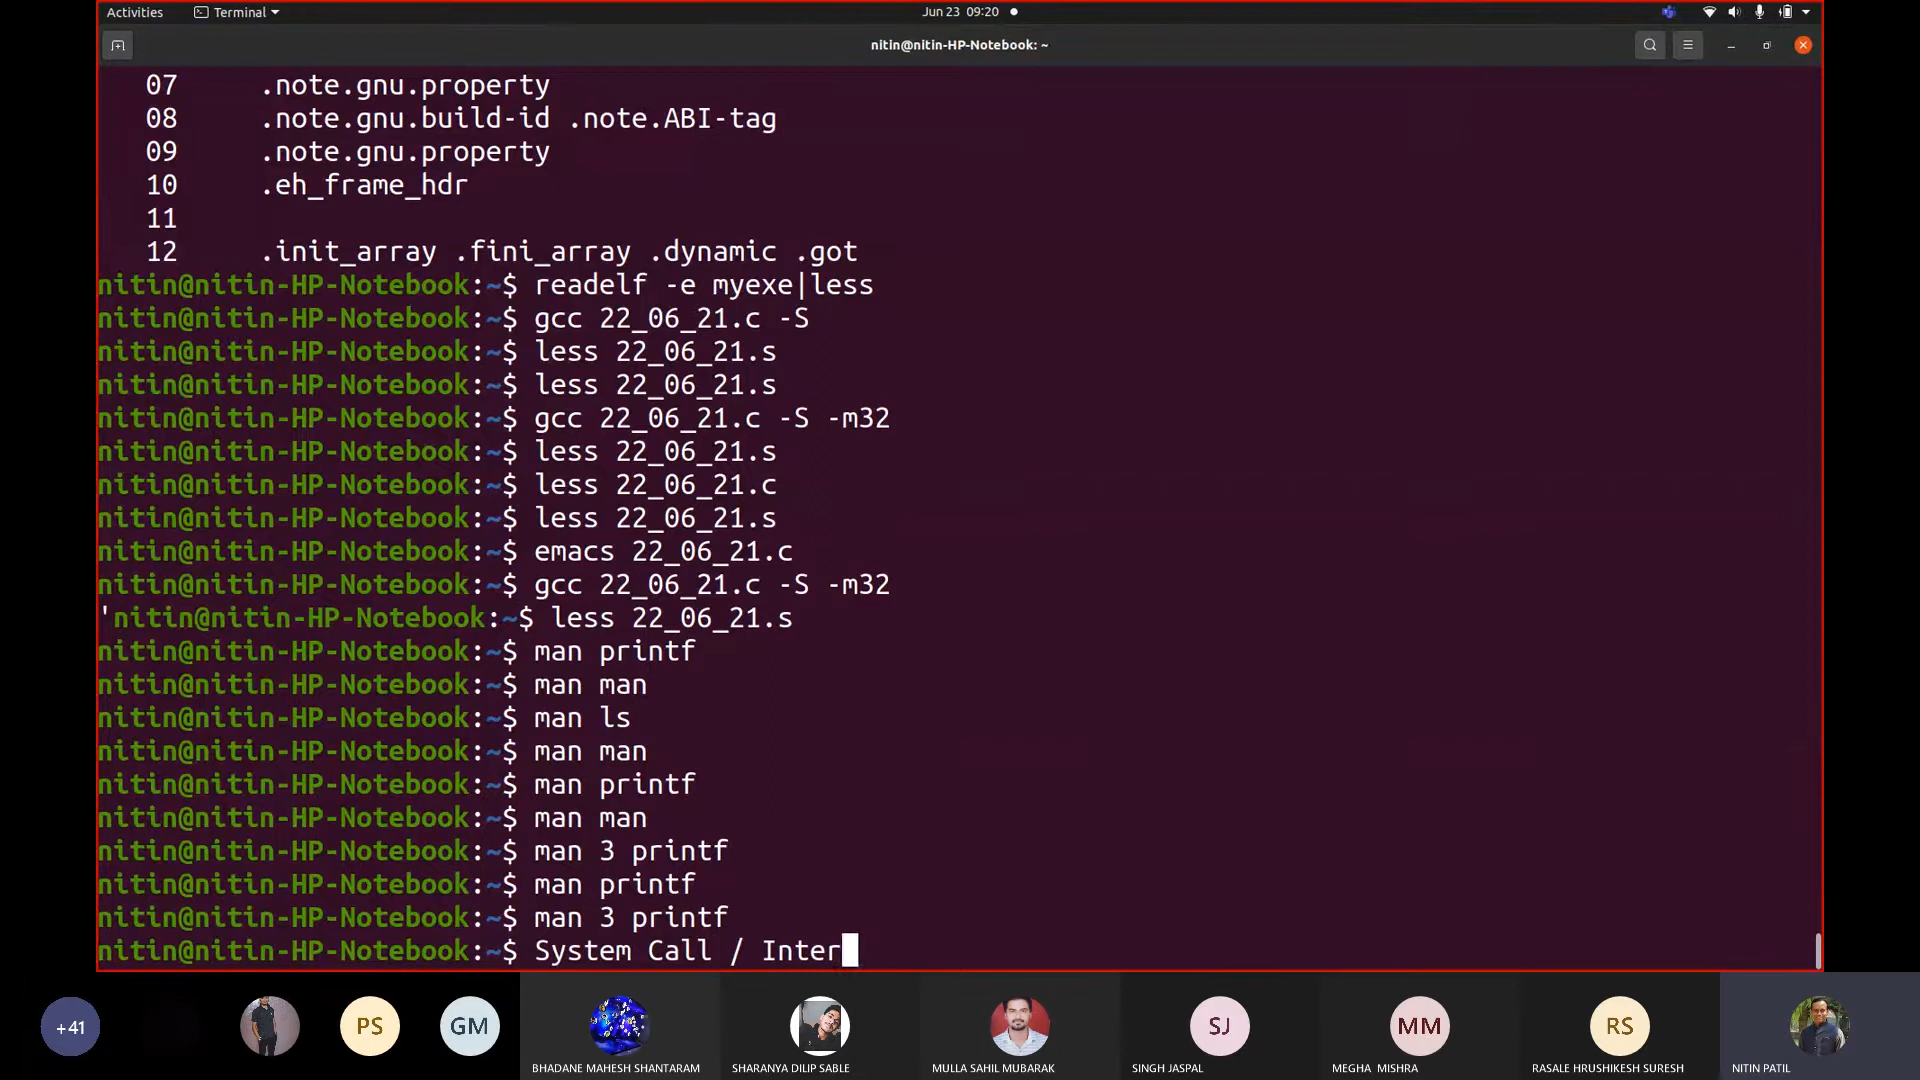 Activities Terminal Jun 23 09:20
nitin@nitin-HP-Notebook: ~
07 .note.gnu.property
08 .note.gnu.build-id .note.ABI-tag
09 .note.gnu.property
10 .eh_frame_hdr
11
12 .init_array .fini_array .dynamic .got
nitin@nitin-HP-Notebook:~$ readelf -e myexe|less
nitin@nitin-HP-Notebook:~$ gcc 22_06_21.c -S
nitin@nitin-HP-Notebook:~$ less 22_06_21.s
nitin@nitin-HP-Notebook:~$ less 22_06_21.s
nitin@nitin-HP-Notebook:~$ gcc 22_06_21.c -S -m32
nitin@nitin-HP-Notebook:~$ less 22_06_21.s
nitin@nitin-HP-Notebook:~$ less 22_06_21.c
nitin@nitin-HP-Notebook:~$ less 22_06_21.s
nitin@nitin-HP-Notebook:~$ emacs 22_06_21.c
nitin@nitin-HP-Notebook:~$ gcc 22_06_21.c -S -m32
'nitin@nitin-HP-Notebook:~$ less 22_06_21.s
nitin@nitin-HP-Notebook:~$ man printf
nitin@nitin-HP-Notebook:~$ man man
nitin@nitin-HP-Notebook:~$ man ls
nitin@nitin-HP-Notebook:~$ man man
nitin@nitin-HP-Notebook:~$ man printf
nitin@nitin-HP-Notebook:~$ man man
nitin@nitin-HP-Notebook:~$ man 3 printf
nitin@nitin-HP-Notebook:~$ man printf
nitin@nitin-HP-Notebook:~$ man 3 printf
nitin@nitin-HP-Notebook:~$ System Call / Inter
+41 PS GM SJ MM RS
BHADANE MAHESH SHANTARAM SHARANYA DILIP SABLE MULLA SAHIL MUBARAK SINGH JASPAL MEGHA MISHRA RASALE HRUSHIKESH SURESH NITIN PATIL